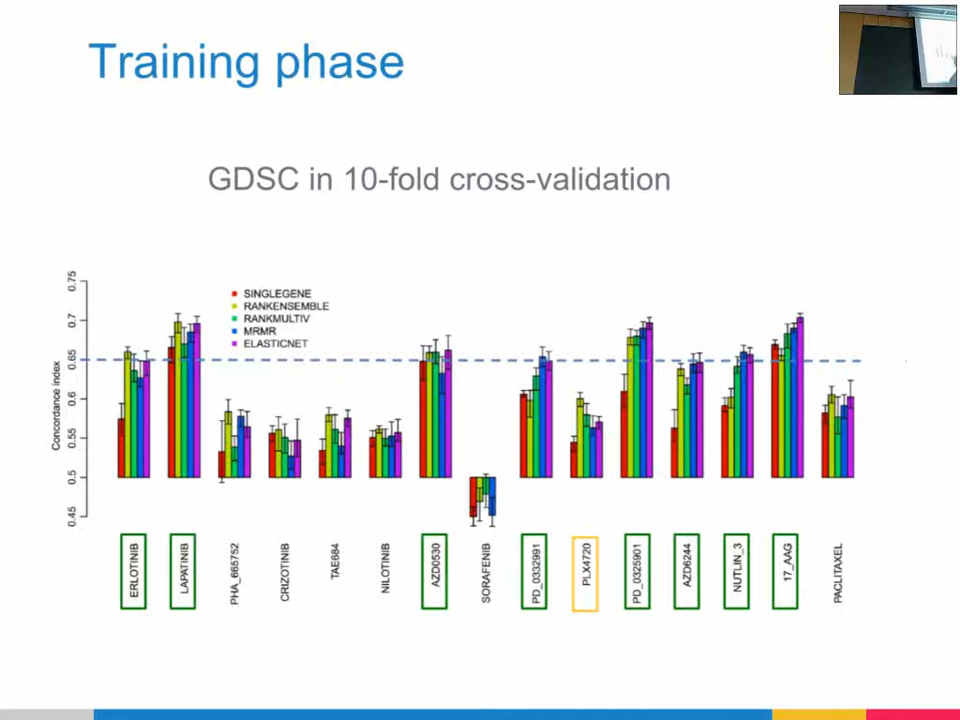 Training phase
GDSC in 10-fold cross-validation
Concordance index
0.75
0.7
0.65
0.6
0.55
0.5
0.45
SINGLEGENE
RANKENSEMBLE
RANKMULTIV
MRMR
ELASTICNET
ERLOTINIB
LAPATINIB
PHA_665752
CRIZOTINIB
TAE684
NILOTINIB
AZD0530
SORAFENIB
PD_0332991
PLX4720
PD_0325901
AZD6244
NUTLIN_3
17_AAG
PACLITAXEL